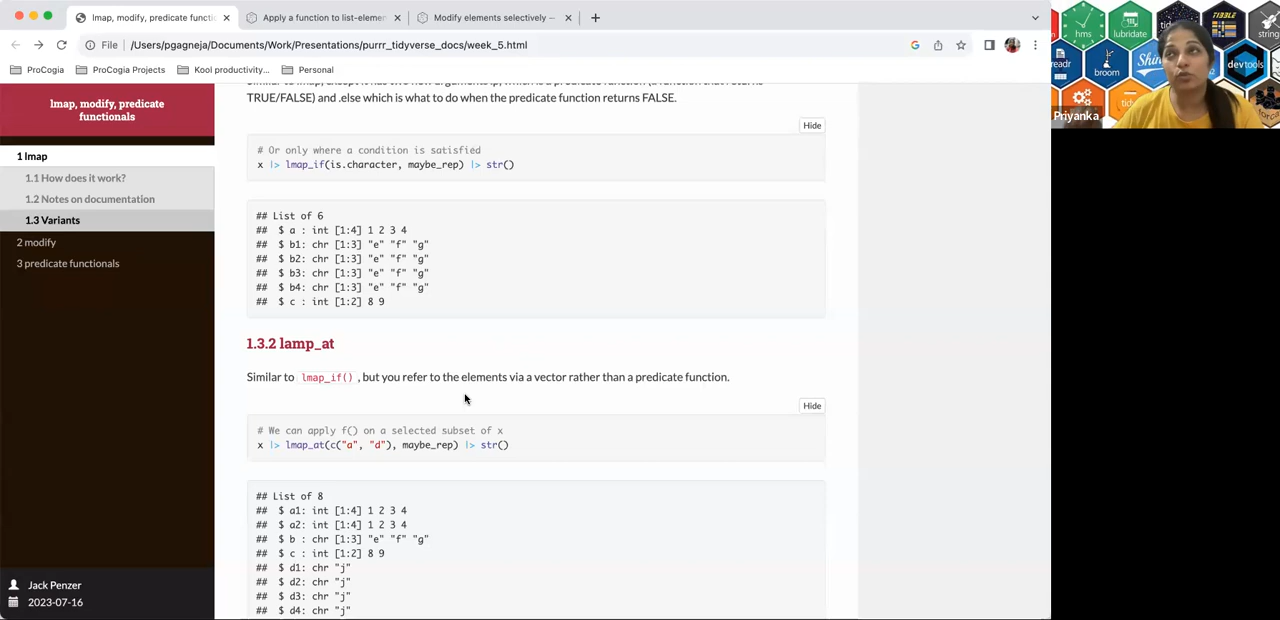 lmap, modify, predicate functi
Apply a function to list-elemen
Modify elements selectively —
File
/Users/pgagneja/Documents/Work/Presentations/purrr_tidyverse_docs/week_5.html
ProCogia
ProCogia Projects
Kool productivity...
Personal
lmap, modify, predicate
functionals
1 lmap
1.1 How does it work?
1.2 Notes on documentation
1.3 Variants
2 modify
3 predicate functionals
Jack Penzer
2023-07-16
TRUE/FALSE) and .else which is what to do when the predicate function returns FALSE.
Hide
# Or only where a condition is satisfied
x |> lmap_if(is.character, maybe_rep) |> str()
## List of 6
##  $ a : int [1:4] 1 2 3 4
##  $ b1: chr [1:3] "e" "f" "g"
##  $ b2: chr [1:3] "e" "f" "g"
##  $ b3: chr [1:3] "e" "f" "g"
##  $ b4: chr [1:3] "e" "f" "g"
##  $ c : int [1:2] 8 9
1.3.2 lamp_at
Similar to lmap_if() , but you refer to the elements via a vector rather than a predicate function.
Hide
# We can apply f() on a selected subset of x
x |> lmap_at(c("a", "d"), maybe_rep) |> str()
## List of 8
##  $ a1: int [1:4] 1 2 3 4
##  $ a2: int [1:4] 1 2 3 4
##  $ b : chr [1:3] "e" "f" "g"
##  $ c : int [1:2] 8 9
##  $ d1: chr "j"
##  $ d2: chr "j"
##  $ d3: chr "j"
##  $ d4: chr "j"
hms
lubridate
TIBBLE
string
readr
broom
Shin
devtools
Priyanka